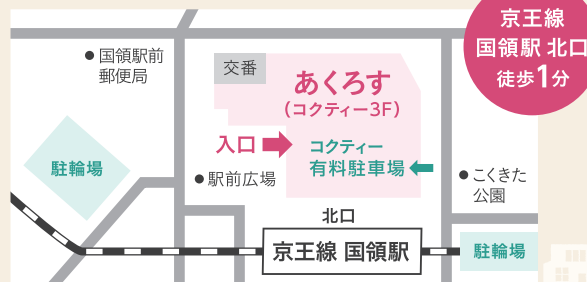 京王線
国領駅 北口
徒歩1分
国領駅前
郵便局
交番
あくろす
(コクティー3F)
入口
コクティー
有料駐車場
駐輪場
駅前広場
こくきた
公園
北口
京王線 国領駅
駐輪場